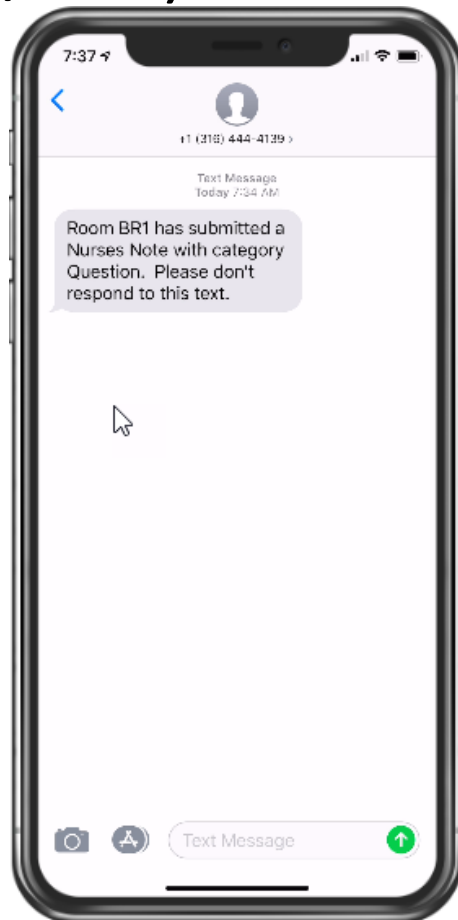 7:37
+1 (316) 444-4139 >
Text Message
Today 7:34 AM
Room BR1 has submitted a
Nurses Note with category
Question. Please don't
respond to this text.
Text Message